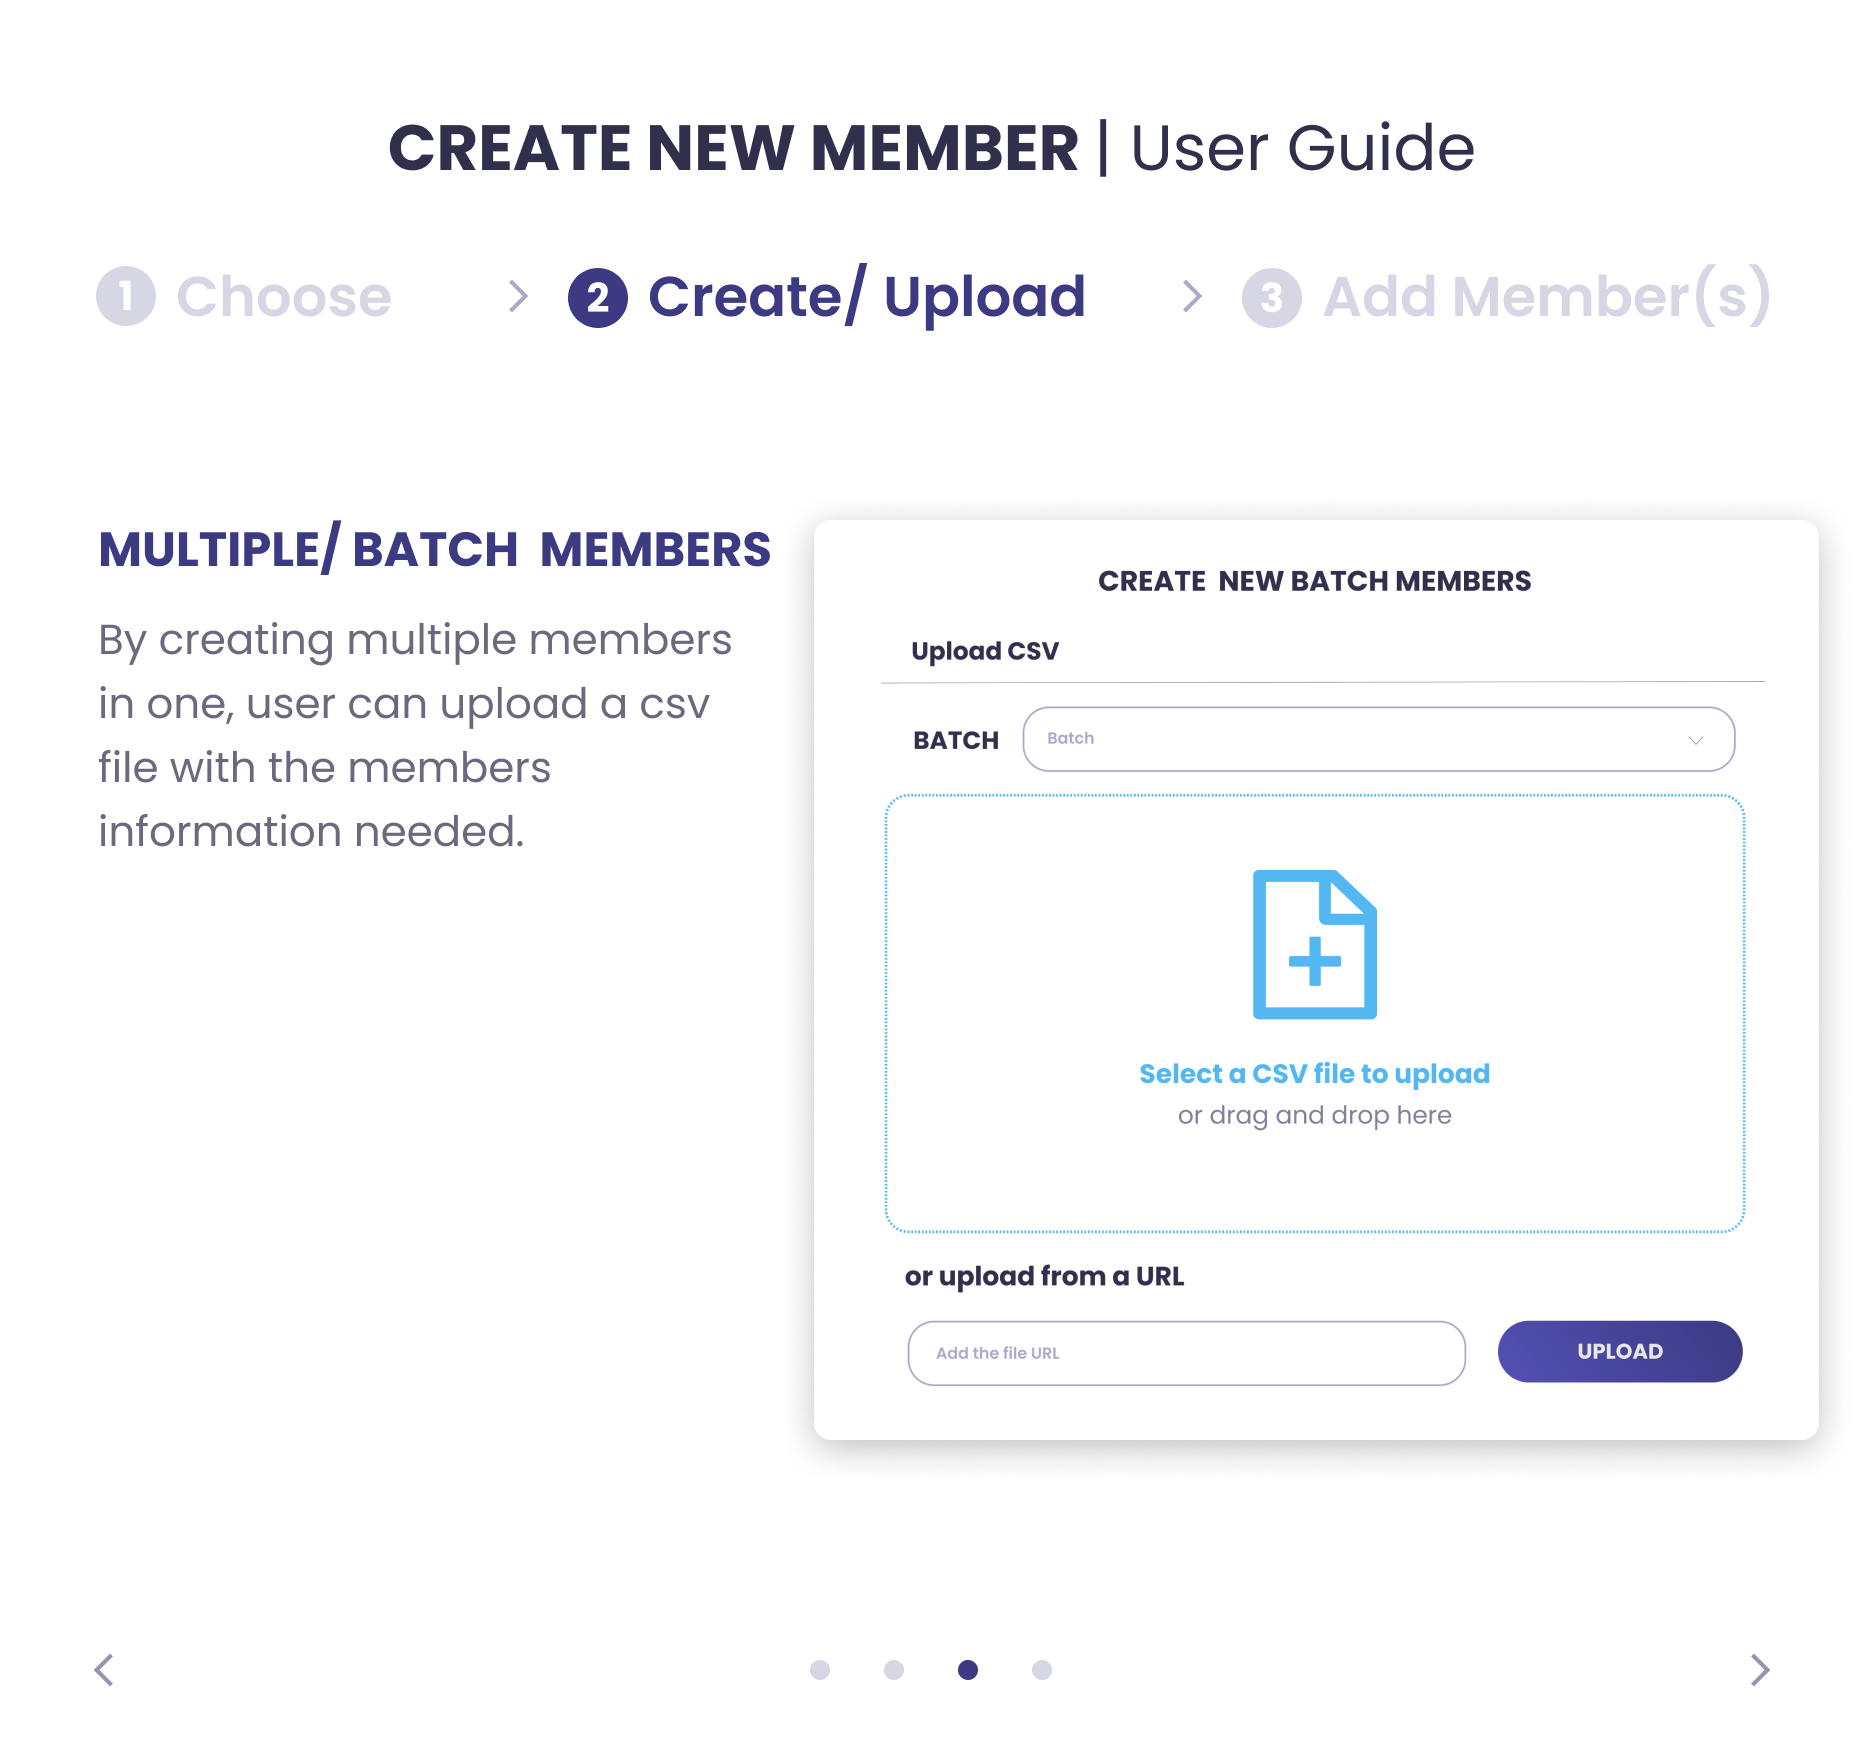 CREATE NEW MEMBER | User Guide
1 Choose > 2 Create/ Upload > 3 Add Member(s)
MULTIPLE/ BATCH MEMBERS
By creating multiple members
in one, user can upload a csv
file with the members
information needed.
CREATE NEW BATCH MEMBERS
Upload CSV
BATCH Batch
Select a CSV file to upload
or drag and drop here
or upload from a URL
Add the file URL UPLOAD